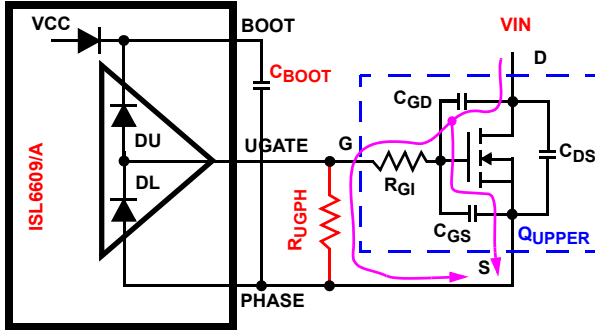 VCC
BOOT
VIN
D
CBOOT
CGD
DU
UGATE
G
CDS
DL
RGI
ISL6609/A
RUGPH
CGS
QUPPER
S
PHASE